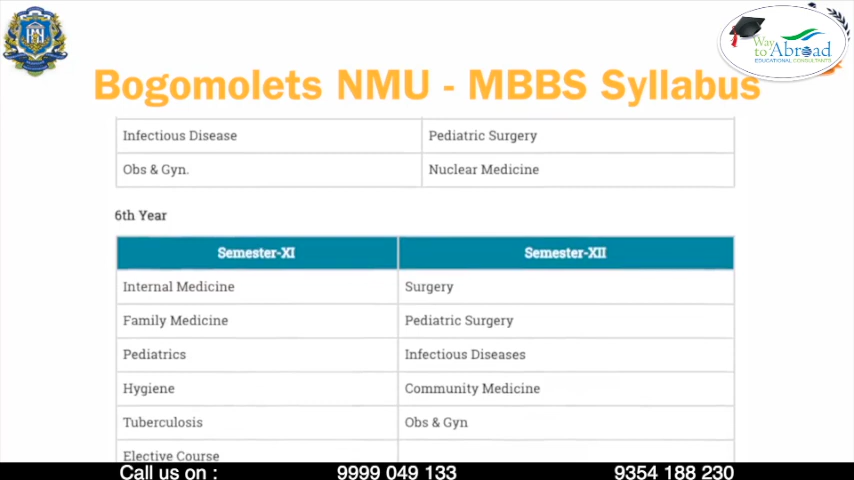 Way
to Abroad
EDUCATIONAL CONSULTANTS
Bogomolets NMU - MBBS Syllabus
Infectious Disease Pediatric Surgery
Obs & Gyn. Nuclear Medicine
6th Year
Semester-XI Semester-XII
Internal Medicine Surgery
Family Medicine Pediatric Surgery
Pediatrics Infectious Diseases
Hygiene Community Medicine
Tuberculosis Obs & Gyn
Elective Course
Call us on : 9999 049 133 9354 188 230